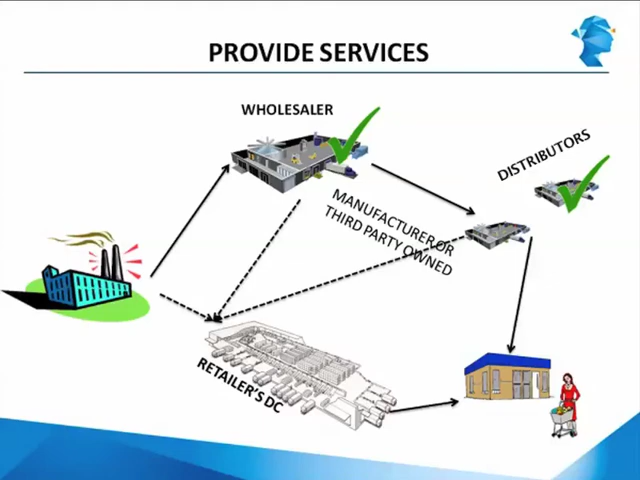 PROVIDE SERVICES
WHOLESALER
DISTRIBUTORS
MANUFACTURER OR
THIRD PARTY OWNED
RETAILER'S DC